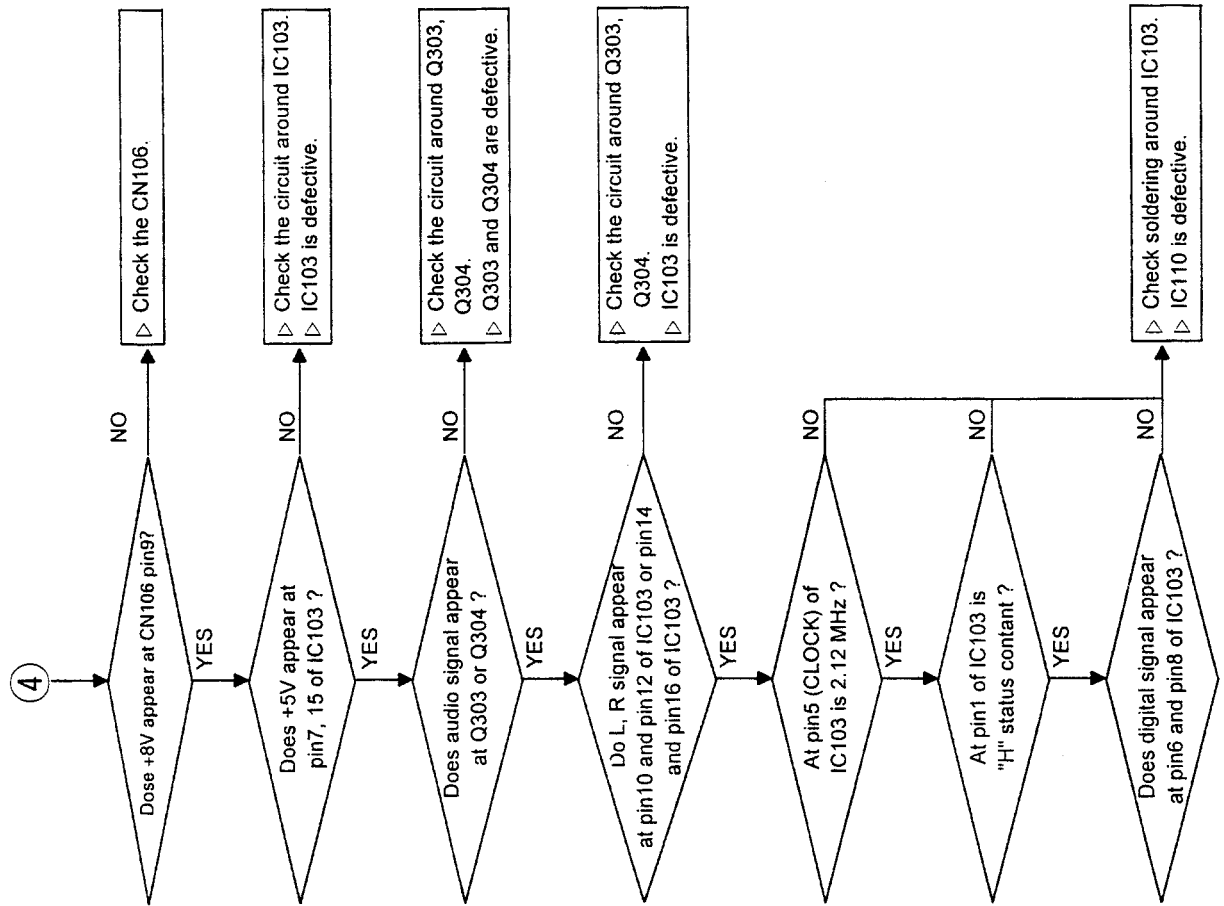 4
Dose +8V appear at CN106 pin9?
NO
▷ Check the CN106.
YES
Does +5V appear at
pin7, 15 of IC103 ?
NO
▷ Check the circuit around IC103.
▷ IC103 is defective.
YES
Does audio signal appear
at Q303 or Q304 ?
NO
▷ Check the circuit around Q303,
Q304.
▷ Q303 and Q304 are defective.
YES
Do L, R signal appear
at pin10 and pin12 of IC103 or pin14
and pin16 of IC103 ?
NO
▷ Check the circuit around Q303,
Q304.
▷ IC103 is defective.
YES
At pin5 (CLOCK) of
IC103 is 2.12 MHz ?
NO
YES
At pin1 of IC103 is
"H" status contant ?
NO
YES
Does digital signal appear
at pin6 and pin8 of IC103 ?
NO
▷ Check soldering around IC103.
▷ IC110 is defective.